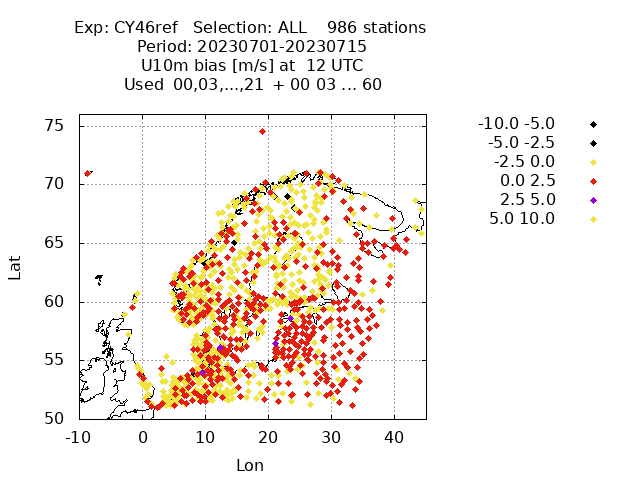 Exp: CY46ref Selection: ALL 986 stations
Period: 20230701-20230715
U10m bias [m/s] at 12 UTC
Used 00,03,...,21 + 00 03 ... 60
-10.0 -5.0
-5.0 -2.5
-2.5 0.0
0.0 2.5
2.5 5.0
5.0 10.0
75
70
65
60
55
50
Lat
-10 0 10 20 30 40
Lon